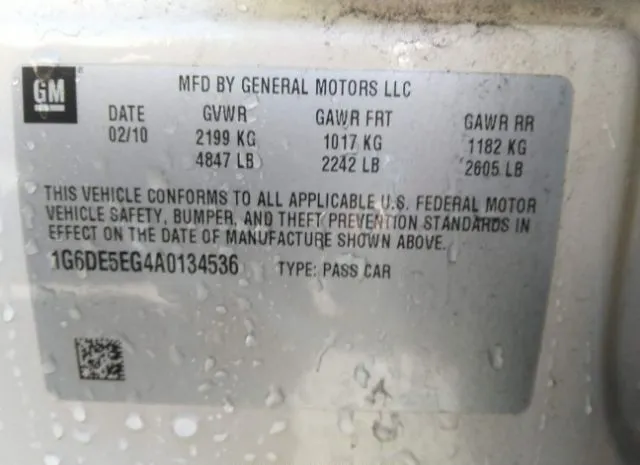 GM
MFD BY GENERAL MOTORS LLC
DATE GVWR GAWR FRT GAWR RR
02/10 2199 KG 1017 KG 1182 KG
4847 LB 2242 LB 2605 LB
THIS VEHICLE CONFORMS TO ALL APPLICABLE U.S. FEDERAL MOTOR
VEHICLE SAFETY, BUMPER, AND THEFT PREVENTION STANDARDS IN
EFFECT ON THE DATE OF MANUFACTURE SHOWN ABOVE.
1G6DE5EG4A0134536 TYPE: PASS CAR